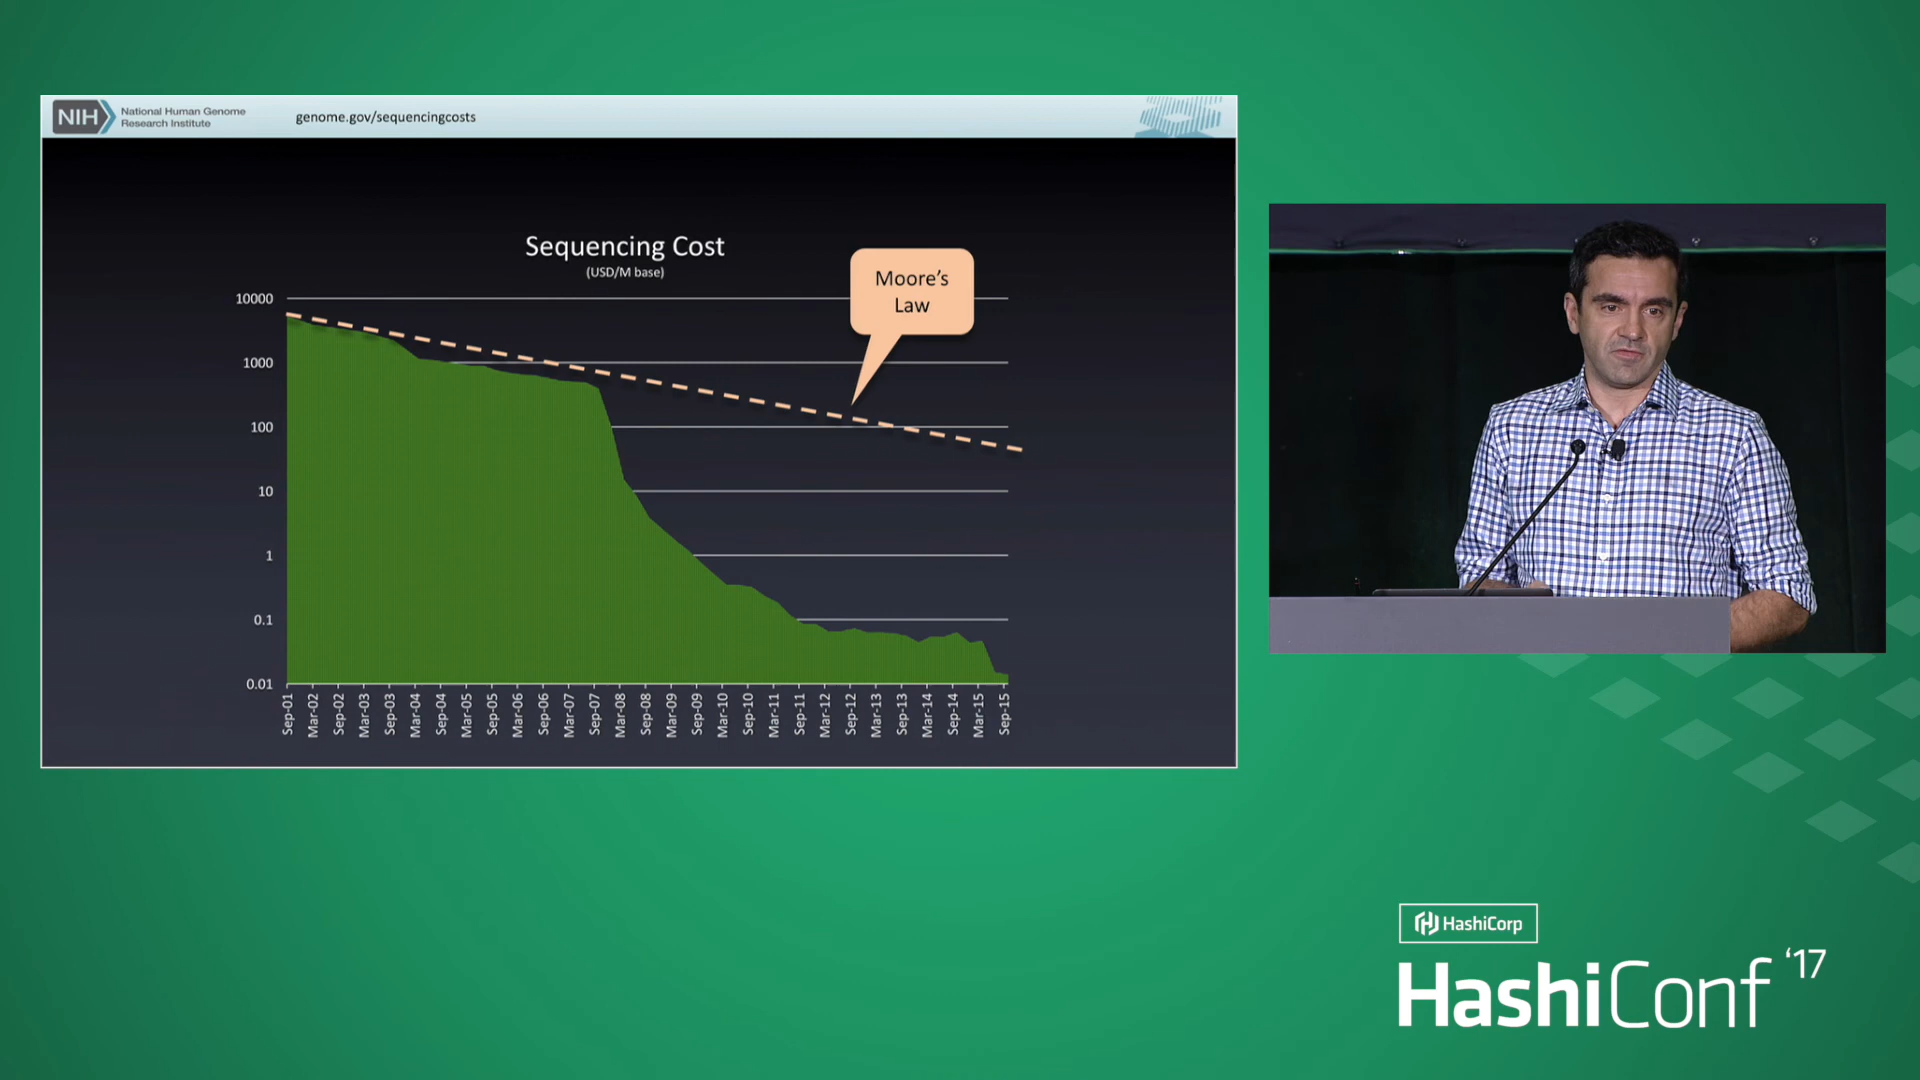 NIH
National Human Genome
Research Institute
genome.gov/sequencingcosts
Sequencing Cost
(USD/M base)
Moore's
Law
10000
1000
100
10
1
0.1
0.01
Sep-01
Mar-02
Sep-02
Mar-03
Sep-03
Mar-04
Sep-04
Mar-05
Sep-05
Mar-06
Sep-06
Mar-07
Sep-07
Mar-08
Sep-08
Mar-09
Sep-09
Mar-10
Sep-10
Mar-11
Sep-11
Mar-12
Sep-12
Mar-13
Sep-13
Mar-14
Sep-14
Mar-15
Sep-15
HashiCorp
HashiConf '17